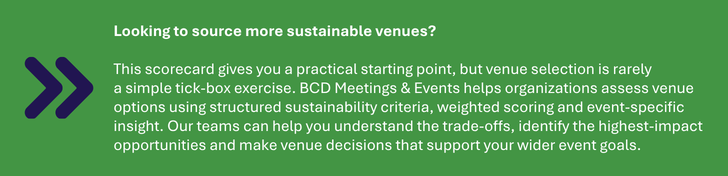 Looking to source more sustainable venues?
This scorecard gives you a practical starting point, but venue selection is rarely
a simple tick-box exercise. BCD Meetings & Events helps organizations assess venue
options using structured sustainability criteria, weighted scoring and event-specific
insight. Our teams can help you understand the trade-offs, identify the highest-impact
opportunities and make venue decisions that support your wider event goals.